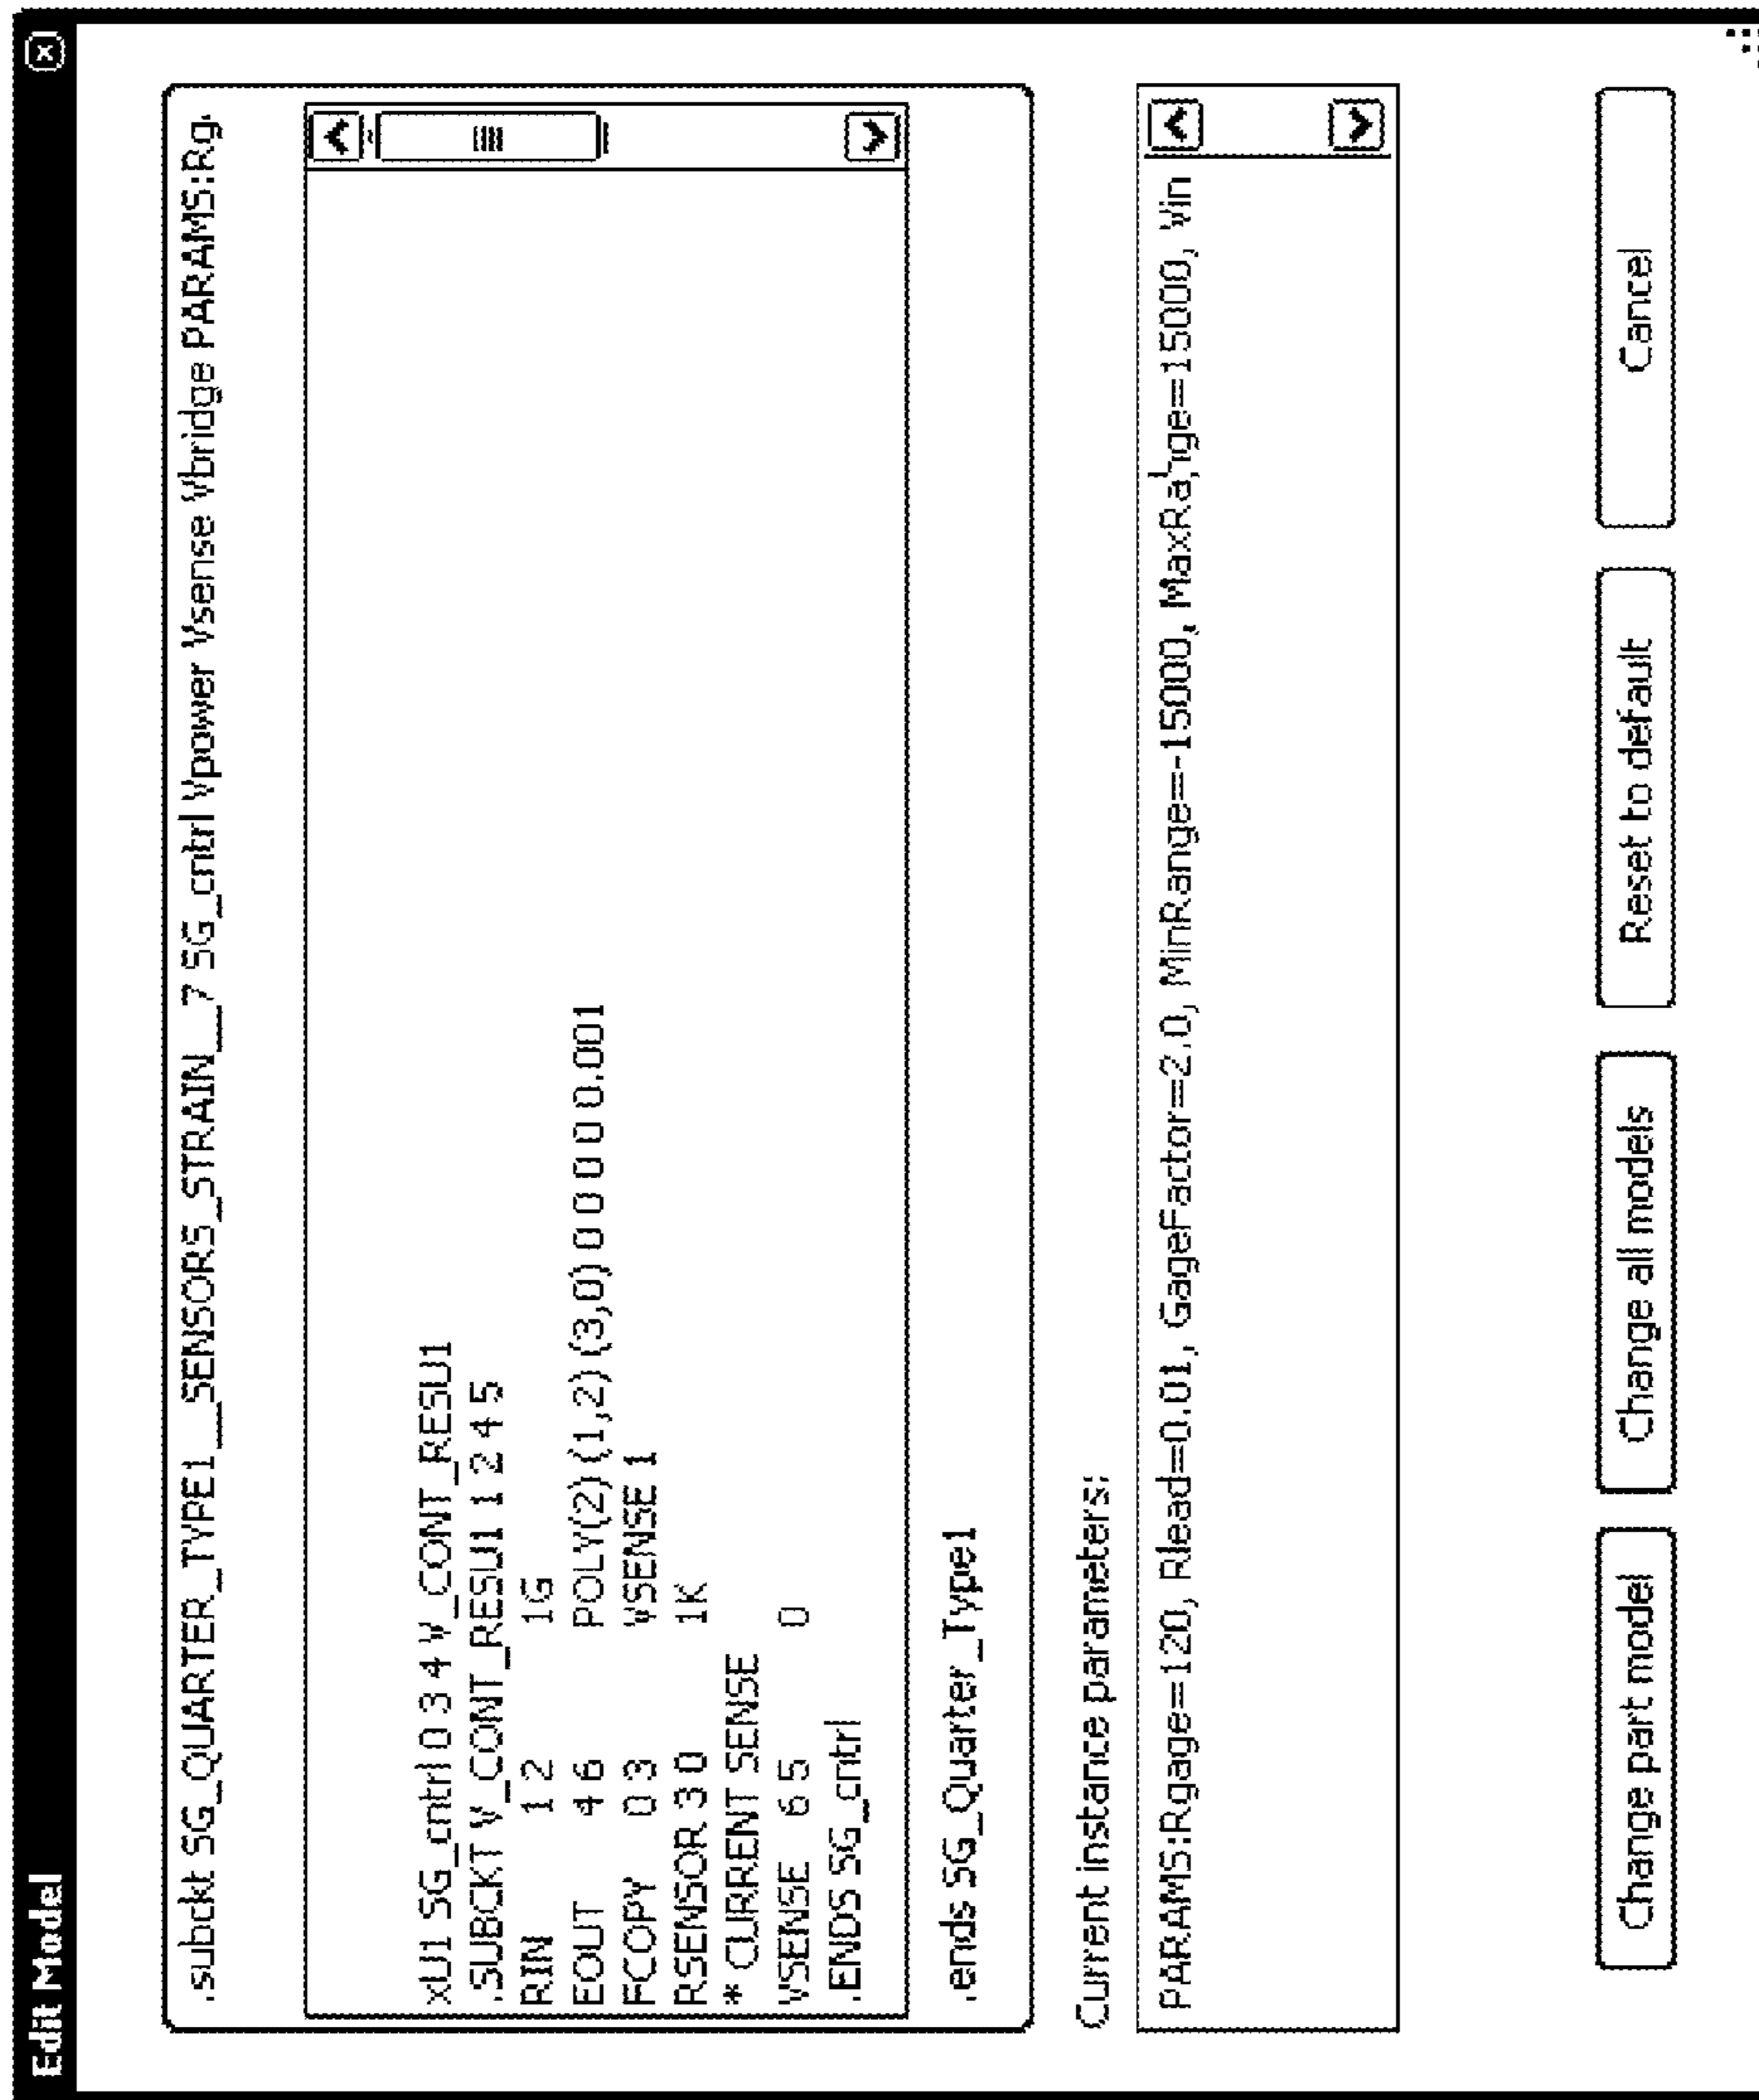 Edit Model
.subckt SG_QUARTER_TYPE1__SENSORS_STRAIN__7 SG_cntrl Vpower Vsense Vbridge PARAMS:Rg.
xU1 SG_cntrl 0 3 4 V_CONT_RESU1
.SUBCKT V_CONT_RESU1 1 2 4 5
RIN 1 2 1G
EOUT 4 6 POLY(2) (1,2) (3,0) 0 0 0 0 0.001
FCOPY 0 3 VSENSE 1
RSENSOR 3 0 1K
* CURRENT SENSE
VSENSE 6 5 0
.ENDS SG_cntrl
.ends SG_Quarter_Type1
Current instance parameters:
PARAMS:Rgage=120, Rlead=0.01, GageFactor=2.0, MinRange=-15000, MaxRange=15000, Vin
Change part model
Change all models
Reset to default
Cancel